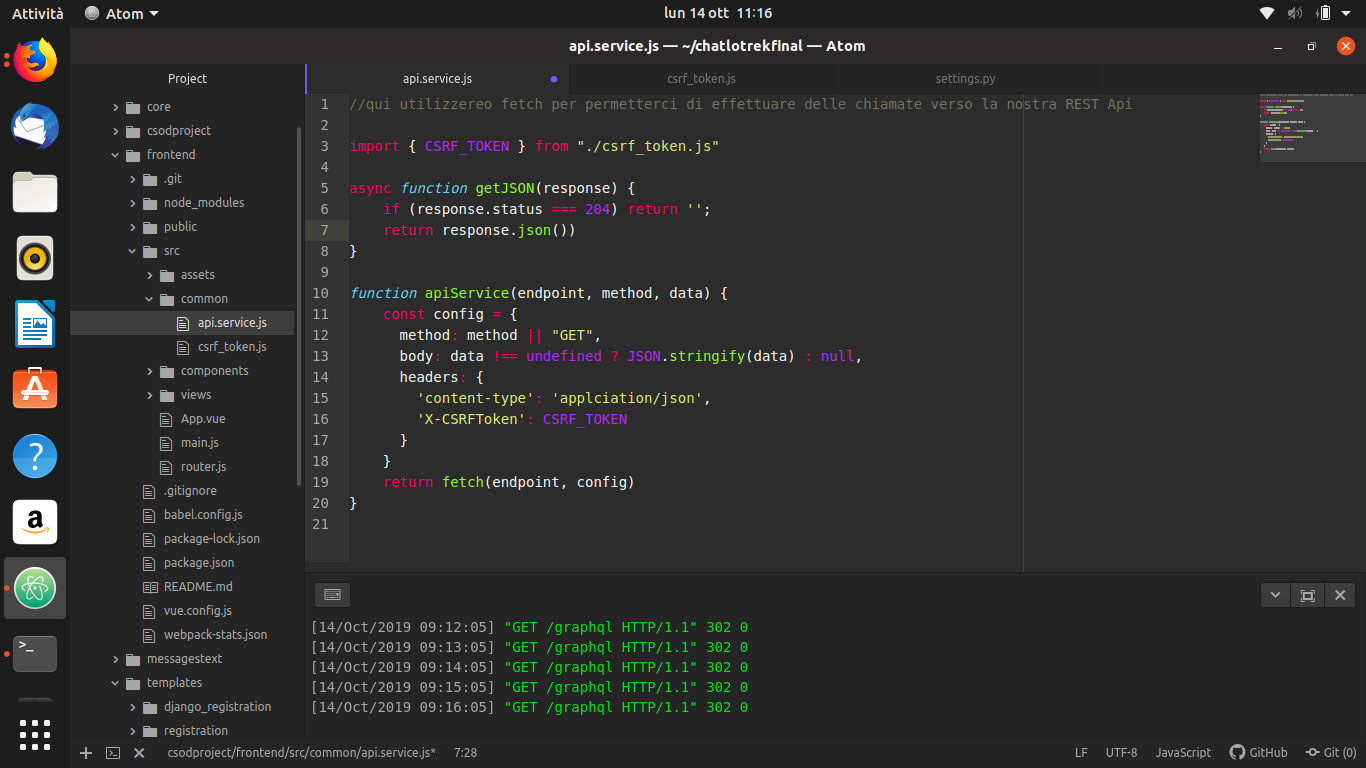 Attività
Atom
lun 14 ott 11:16
api.service.js — ~/chatlotrekfinal — Atom
Project
api.service.js
csrf_token.js
settings.py
core
csodproject
frontend
.git
node_modules
public
src
assets
common
api.service.js
csrf_token.js
components
views
App.vue
main.js
router.js
.gitignore
babel.config.js
package-lock.json
package.json
README.md
vue.config.js
webpack-stats.json
messagestext
templates
django_registration
registration
1 //qui utilizzereo fetch per permetterci di effettuare delle chiamate verso la nostra REST Api
2
3 import { CSRF_TOKEN } from "./csrf_token.js"
4
5 async function getJSON(response) {
6     if (response.status === 204) return '';
7     return response.json())
8 }
9
10 function apiService(endpoint, method, data) {
11     const config = {
12       method: method || "GET",
13       body: data !== undefined ? JSON.stringify(data) : null,
14       headers: {
15         'content-type': 'applciation/json',
16         'X-CSRFToken': CSRF_TOKEN
17       }
18     }
19     return fetch(endpoint, config)
20 }
21
[14/Oct/2019 09:12:05] "GET /graphql HTTP/1.1" 302 0
[14/Oct/2019 09:13:05] "GET /graphql HTTP/1.1" 302 0
[14/Oct/2019 09:14:05] "GET /graphql HTTP/1.1" 302 0
[14/Oct/2019 09:15:05] "GET /graphql HTTP/1.1" 302 0
[14/Oct/2019 09:16:05] "GET /graphql HTTP/1.1" 302 0
csodproject/frontend/src/common/api.service.js* 7:28
LF UTF-8 JavaScript GitHub Git (0)